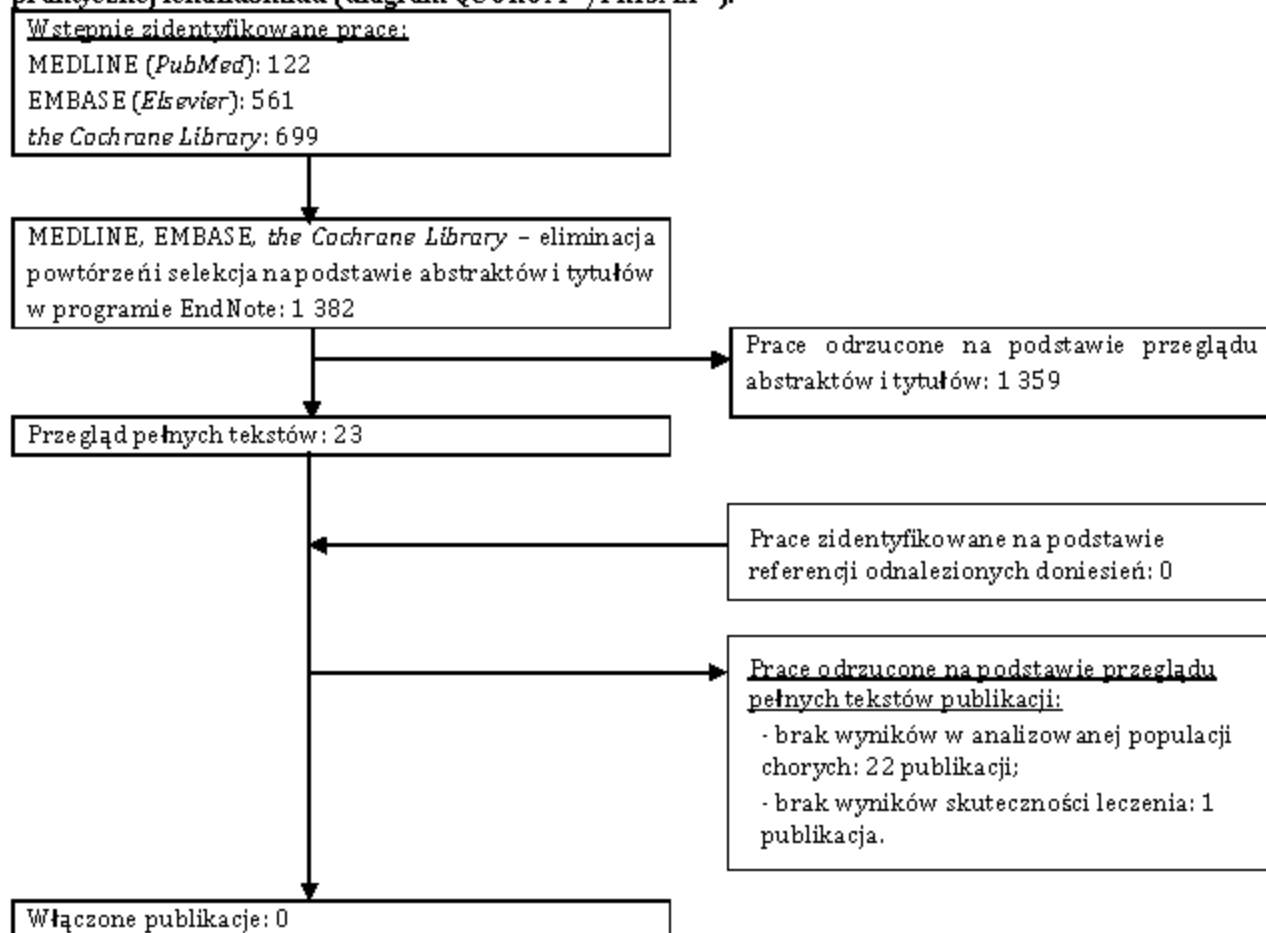 Wstępnie zidentyfikowane prace:
MEDLINE (PubMed): 122
EMBASE (Elsevier): 561
the Cochrane Library: 699
MEDLINE, EMBASE, the Cochrane Library – eliminacja
powtórzeń i selekcja na podstawie abstraktów i tytułów
w programie EndNote: 1 382
Prace odrzucone na podstawie przeglądu
abstraktów i tytułów: 1 359
Przegląd pełnych tekstów: 23
Prace zidentyfikowane na podstawie
referencji odnalezionych doniesień: 0
Prace odrzucone na podstawie przeglądu
pełnych tekstów publikacji:
- brak wyników w analizowanej populacji
chorych: 22 publikacji;
- brak wyników skuteczności leczenia: 1
publikacja.
Włączone publikacje: 0